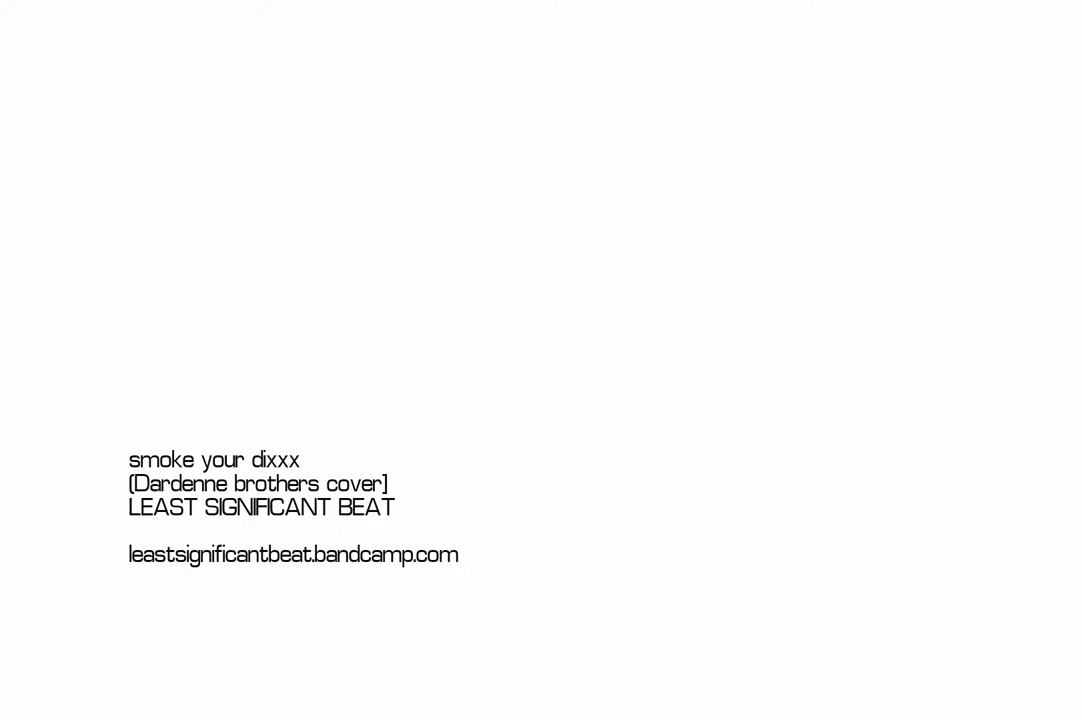 smoke your dixxx
(Dardenne brothers cover]
LEAST SIGNIFICANT BEAT
leastsignificantbeat.bandcamp.com